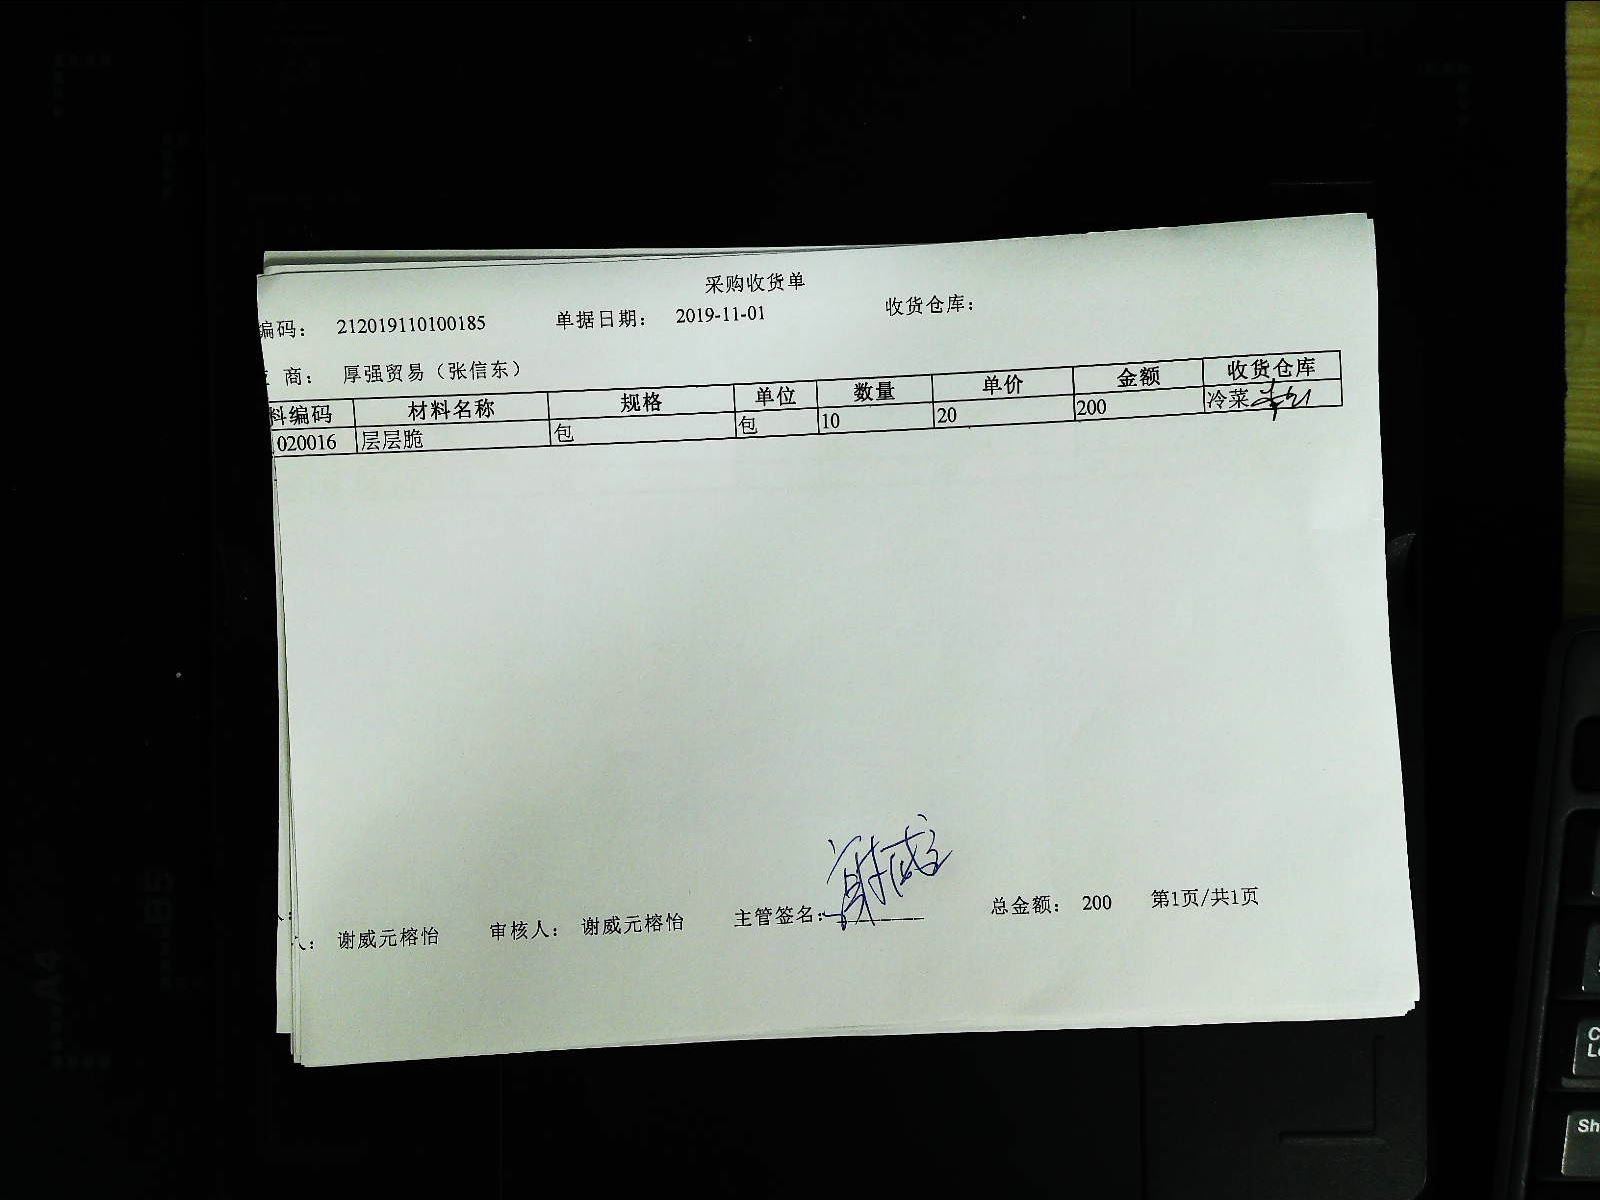 采购收货单
编码： 212019110100185 单据日期： 2019-11-01 收货仓库：
商： 厚强贸易（张信东）
料编码 材料名称 规格 单位 数量 单价 金额 收货仓库
020016 层层脆 包 包 10 20 200 冷菜
谢威元榕怡 审核人： 谢威元榕怡 主管签名： 谢威 总金额： 200 第1页/共1页